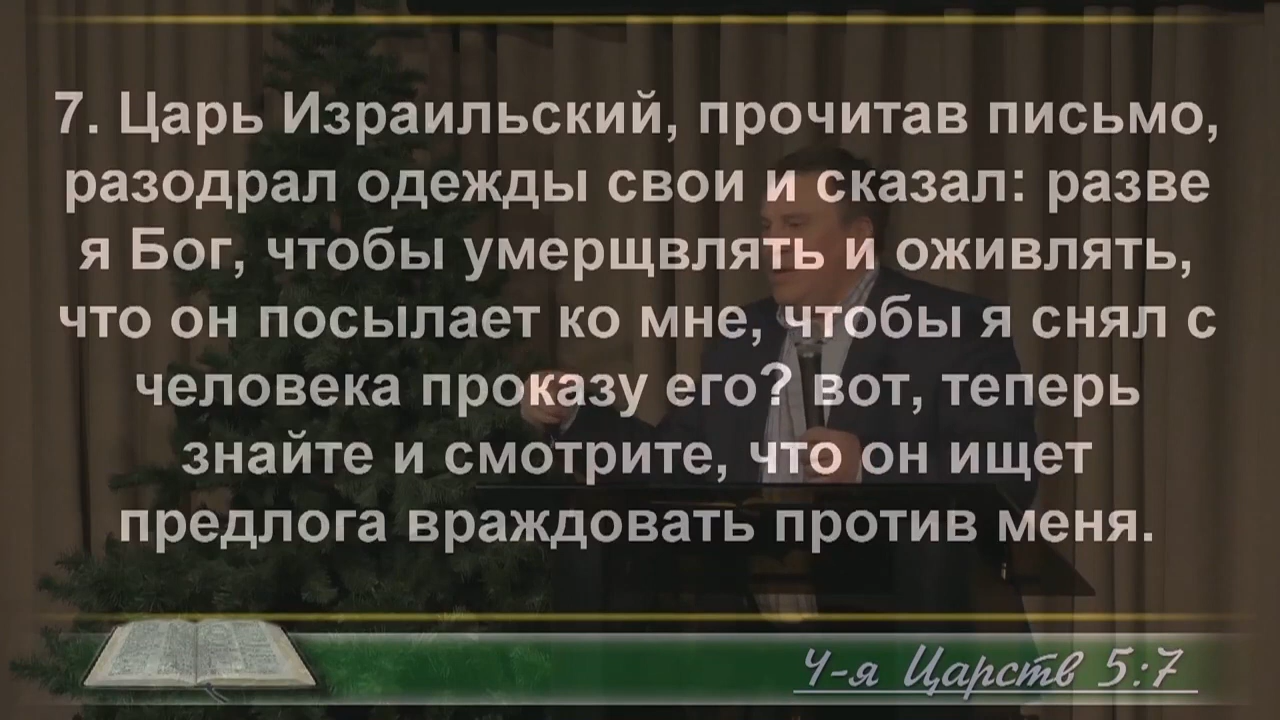 7. Царь Израильский, прочитав письмо,
разодрал одежды свои и сказал: разве
я Бог, чтобы умерщвлять и оживлять,
что он посылает ко мне, чтобы я снял с
человека проказу его? вот, теперь
знайте и смотрите, что он ищет
предлога враждовать против меня.
4-я Царств 5:7